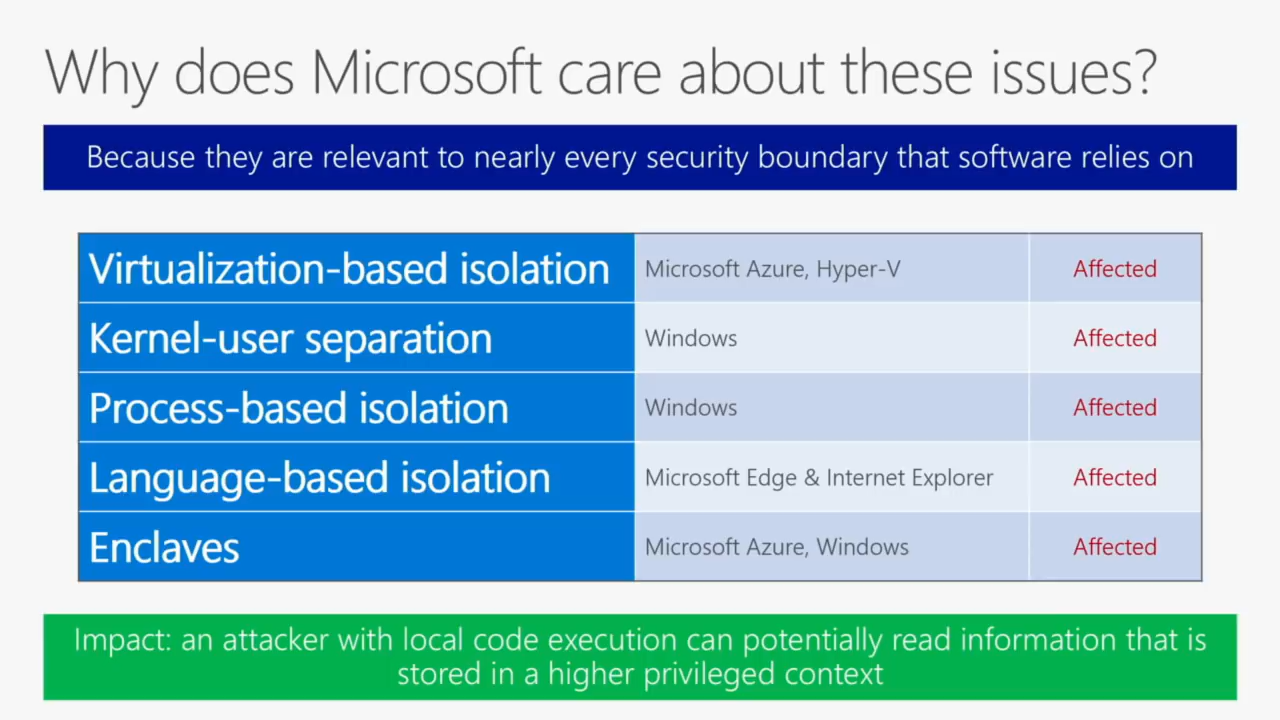 Why does Microsoft care about these issues?
Because they are relevant to nearly every security boundary that software relies on
Virtualization-based isolation Microsoft Azure, Hyper-V Affected
Kernel-user separation Windows Affected
Process-based isolation Windows Affected
Language-based isolation Microsoft Edge & Internet Explorer Affected
Enclaves Microsoft Azure, Windows Affected
Impact: an attacker with local code execution can potentially read information that is
stored in a higher privileged context